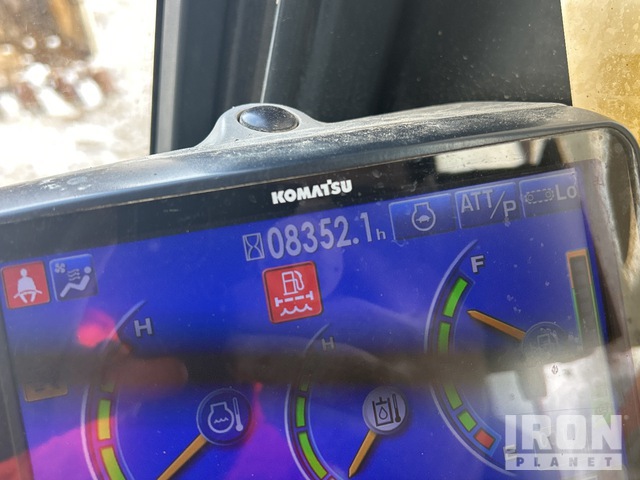 KOMATSU
08352.1h
ATT/P
Lo
F
H
H
E
IRON
PLANET